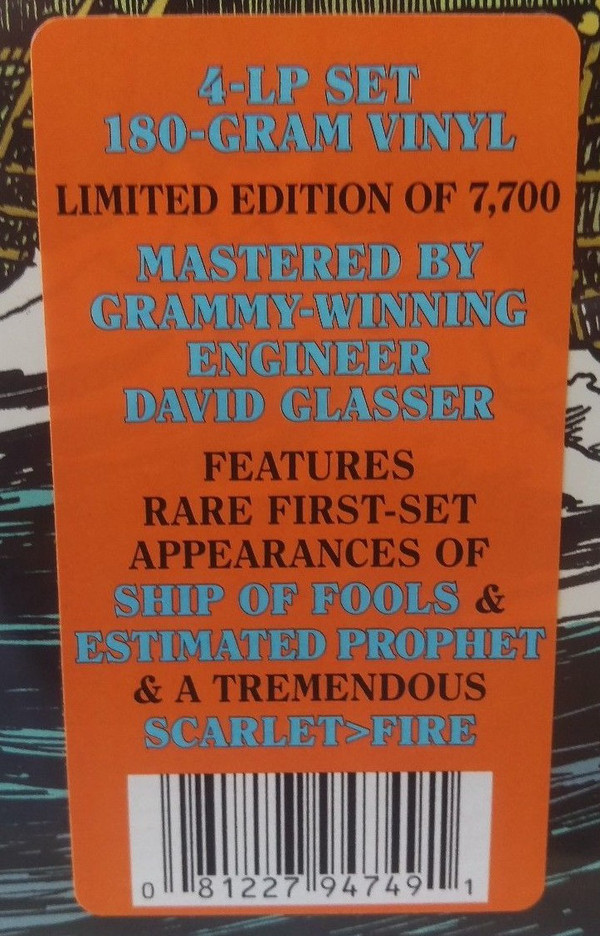 4-LP SET
180-GRAM VINYL
LIMITED EDITION OF 7,700
MASTERED BY
GRAMMY-WINNING
ENGINEER
DAVID GLASSER
FEATURES
RARE FIRST-SET
APPEARANCES OF
SHIP OF FOOLS &
ESTIMATED PROPHET
& A TREMENDOUS
SCARLET>FIRE
0 81227 94749 1